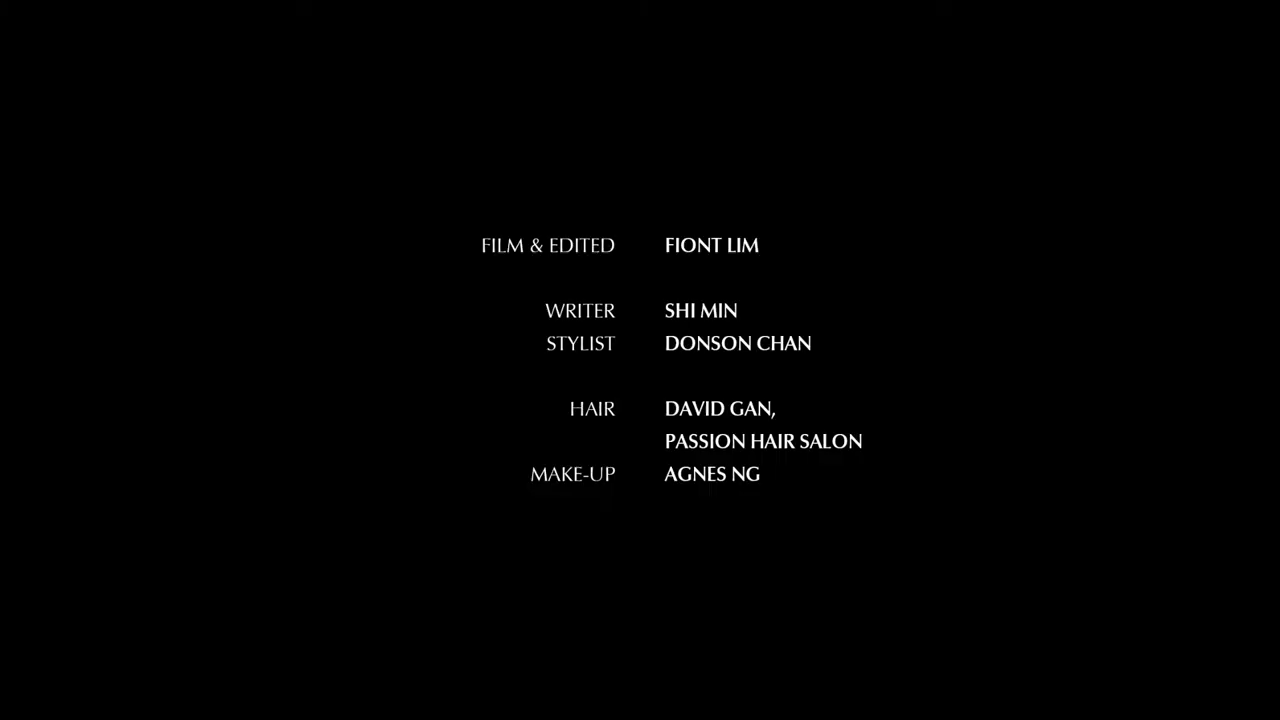 FILM & EDITED FIONT LIM
WRITER SHI MIN
STYLIST DONSON CHAN
HAIR DAVID GAN,
PASSION HAIR SALON
MAKE-UP AGNES NG